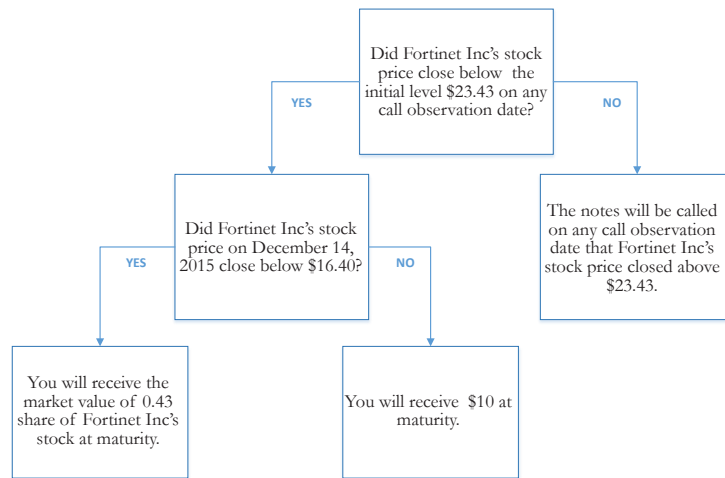 Did Fortinet Inc's stock
price close below the
initial level $23.43 on any
call observation date?
YES
NO
Did Fortinet Inc's stock
price on December 14,
2015 close below $16.40?
The notes will be called
on any call observation
date that Fortinet Inc's
stock price closed above
$23.43.
YES
NO
You will receive the
market value of 0.43
share of Fortinet Inc's
stock at maturity.
You will receive $10 at
maturity.